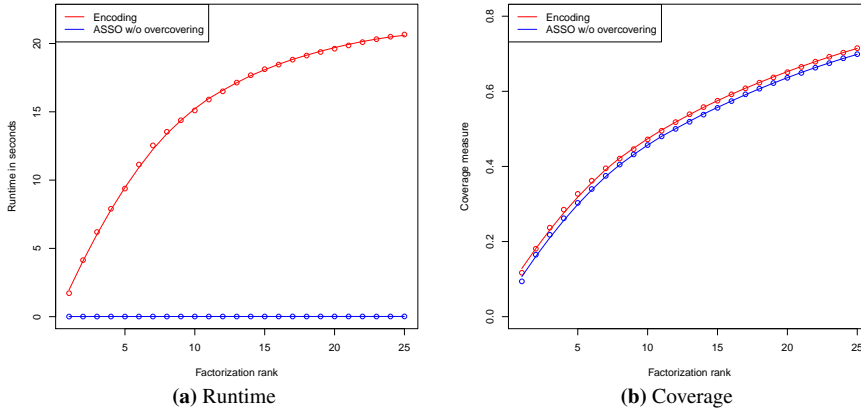 Encoding
ASSO w/o overcovering
Runtime in seconds
0
5
10
15
20
5
10
15
20
25
Factorization rank
(a) Runtime
Encoding
ASSO w/o overcovering
Coverage measure
0.0
0.2
0.4
0.6
0.8
5
10
15
20
25
Factorization rank
(b) Coverage